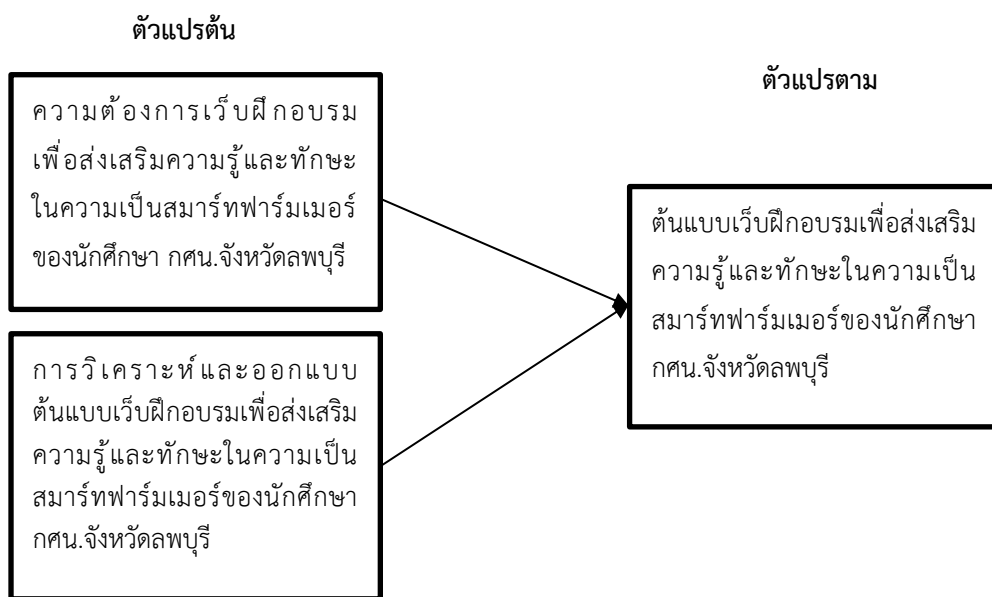 ตัวแปรต้น
ความต้องการเว็บฝึกอบรม
เพื่อส่งเสริมความรู้และทักษะ
ในความเป็นสมาร์ทฟาร์มเมอร์
ของนักศึกษา กศน.จังหวัดลพบุรี
การวิเคราะห์และออกแบบ
ต้นแบบเว็บฝึกอบรมเพื่อส่งเสริม
ความรู้และทักษะในความเป็น
สมาร์ทฟาร์มเมอร์ของนักศึกษา
กศน.จังหวัดลพบุรี
ตัวแปรตาม
ต้นแบบเว็บฝึกอบรมเพื่อส่งเสริม
ความรู้และทักษะในความเป็น
สมาร์ทฟาร์มเมอร์ของนักศึกษา
กศน.จังหวัดลพบุรี